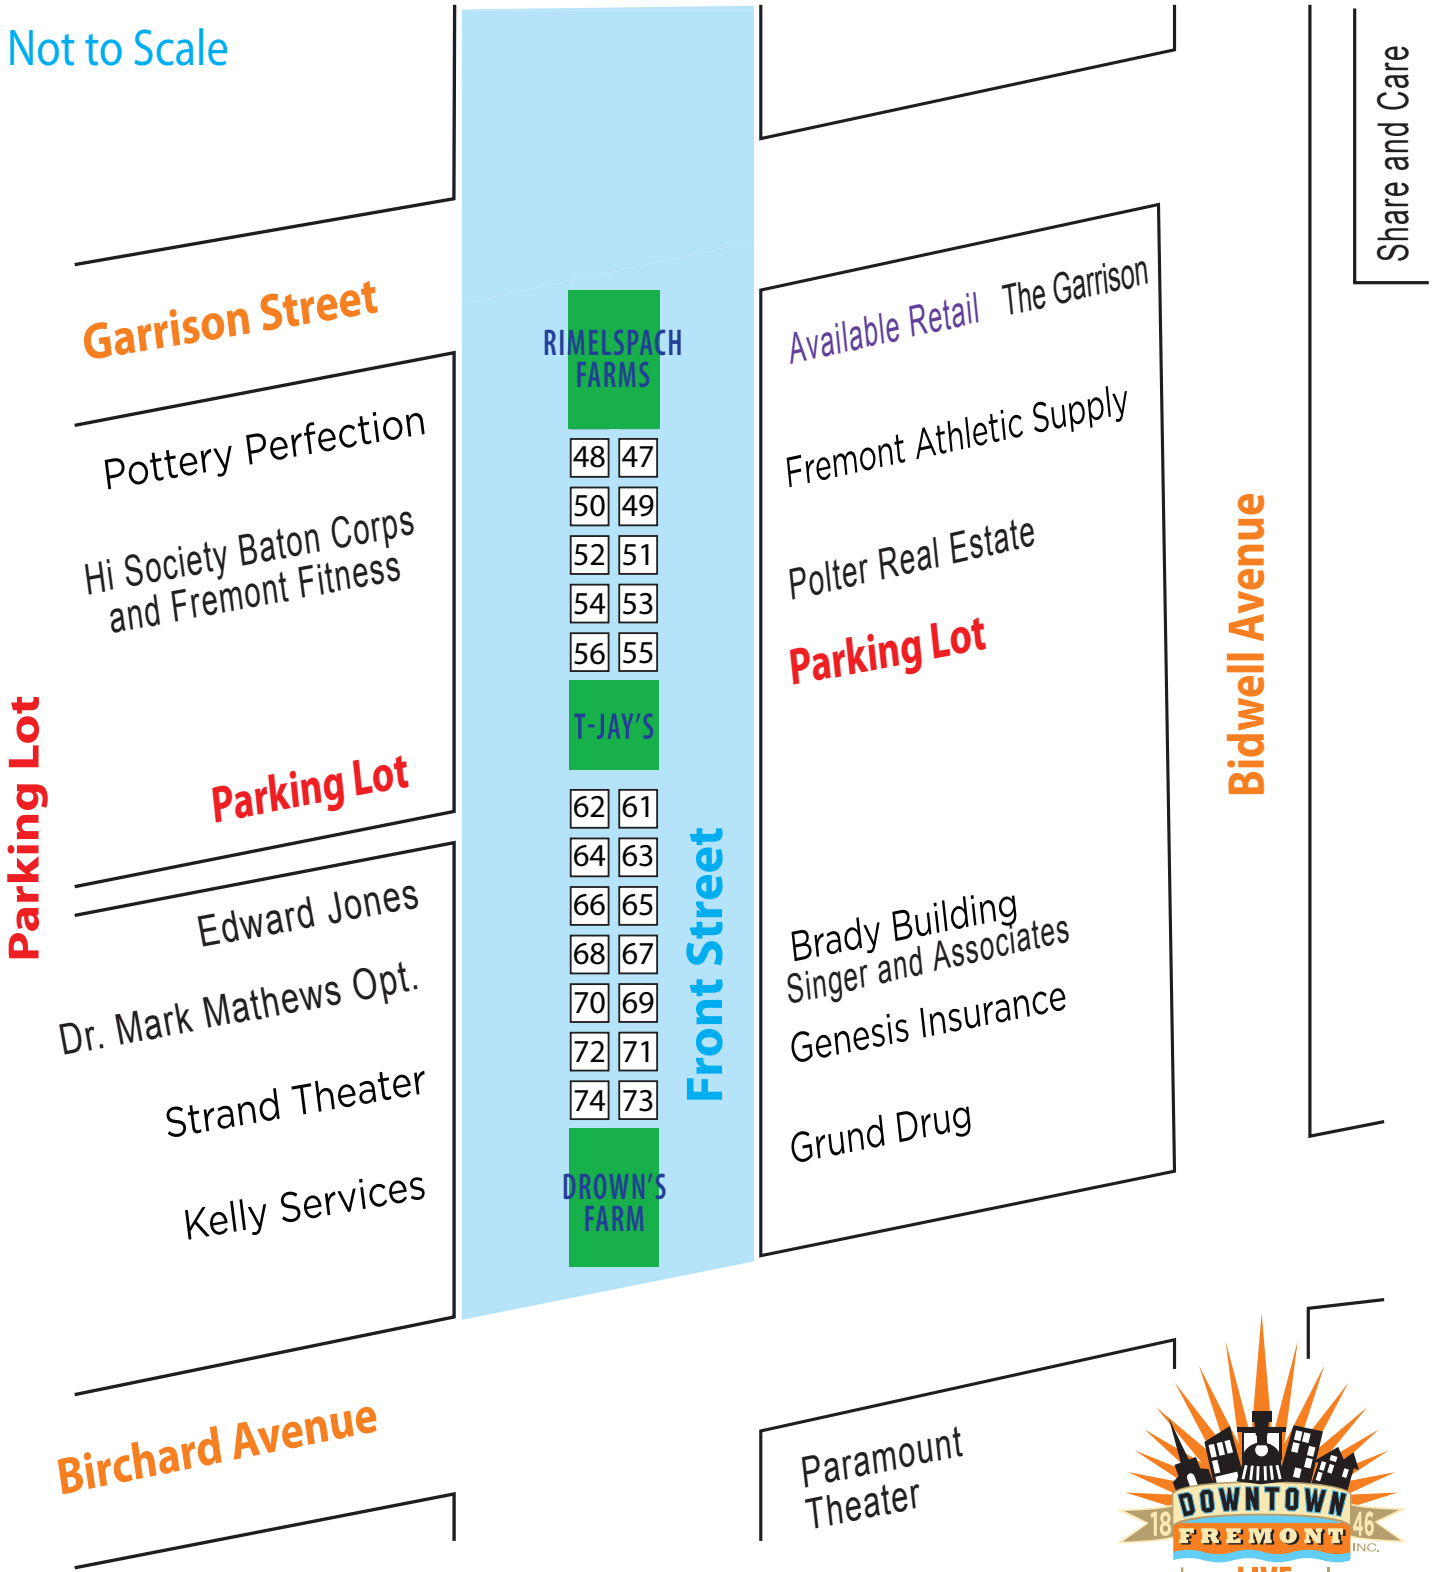 Not to Scale
Share and Care
Garrison Street
RIMELSPACH
FARMS
Available Retail
The Garrison
Pottery Perfection
Fremont Athletic Supply
48 47
50 49
Hi Society Baton Corps
and Fremont Fitness
52 51
Polter Real Estate
54 53
56 55
Parking Lot
Bidwell Avenue
T-JAY'S
Parking Lot
Parking Lot
62 61
64 63
Front Street
66 65
68 67
70 69
72 71
74 73
Edward Jones
Dr. Mark Mathews Opt.
Strand Theater
Kelly Services
Brady Building
Singer and Associates
Genesis Insurance
Grund Drug
DROWN'S
FARM
Birchard Avenue
Paramount
Theater
DOWNTOWN
18 FREMONT 46
INC.
LIVE